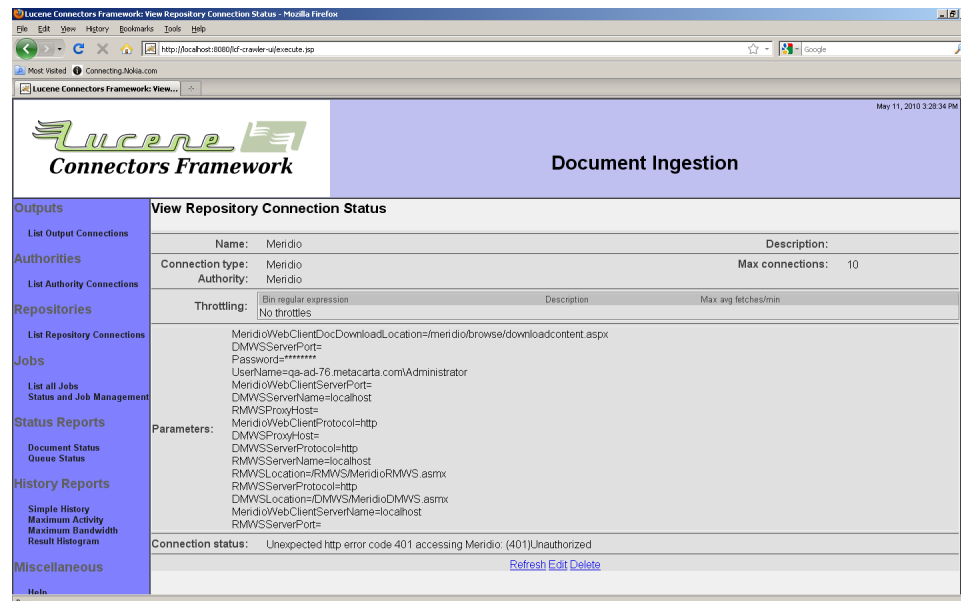 Lucene Connectors Framework: View Repository Connection Status - Mozilla Firefox
File Edit View History Bookmarks Tools Help
http://localhost:8080/lcf-crawler-ui/execute.jsp
Google
Most Visited Connecting.Nokia.com
Lucene Connectors Framework: View...
May 11, 2010 3:28:34 PM
Lucene
Connectors Framework
Document Ingestion
Outputs
List Output Connections
Authorities
List Authority Connections
Repositories
List Repository Connections
Jobs
List all Jobs
Status and Job Management
Status Reports
Document Status
Queue Status
History Reports
Simple History
Maximum Activity
Maximum Bandwidth
Result Histogram
Miscellaneous
Help
View Repository Connection Status
Name: Meridio Description:
Connection type: Meridio Max connections: 10
Authority: Meridio
Throttling:
Bin regular expression Description Max avg fetches/min
No throttles
Parameters:
MeridioWebClientDocDownloadLocation=/meridio/browse/downloadcontent.aspx
DMWSServerPort=
Password=********
UserName=qa-ad-76.metacarta.com\Administrator
MeridioWebClientServerPort=
DMWSServerName=localhost
RMWSProxyHost=
MeridioWebClientProtocol=http
DMWSProxyHost=
DMWSServerProtocol=http
RMWSServerName=localhost
RMWSLocation=/RMWS/MeridioRMWS.asmx
RMWSServerProtocol=http
DMWSLocation=/DMWS/MeridioDMWS.asmx
MeridioWebClientServerName=localhost
RMWSServerPort=
Connection status: Unexpected http error code 401 accessing Meridio: (401)Unauthorized
Refresh Edit Delete